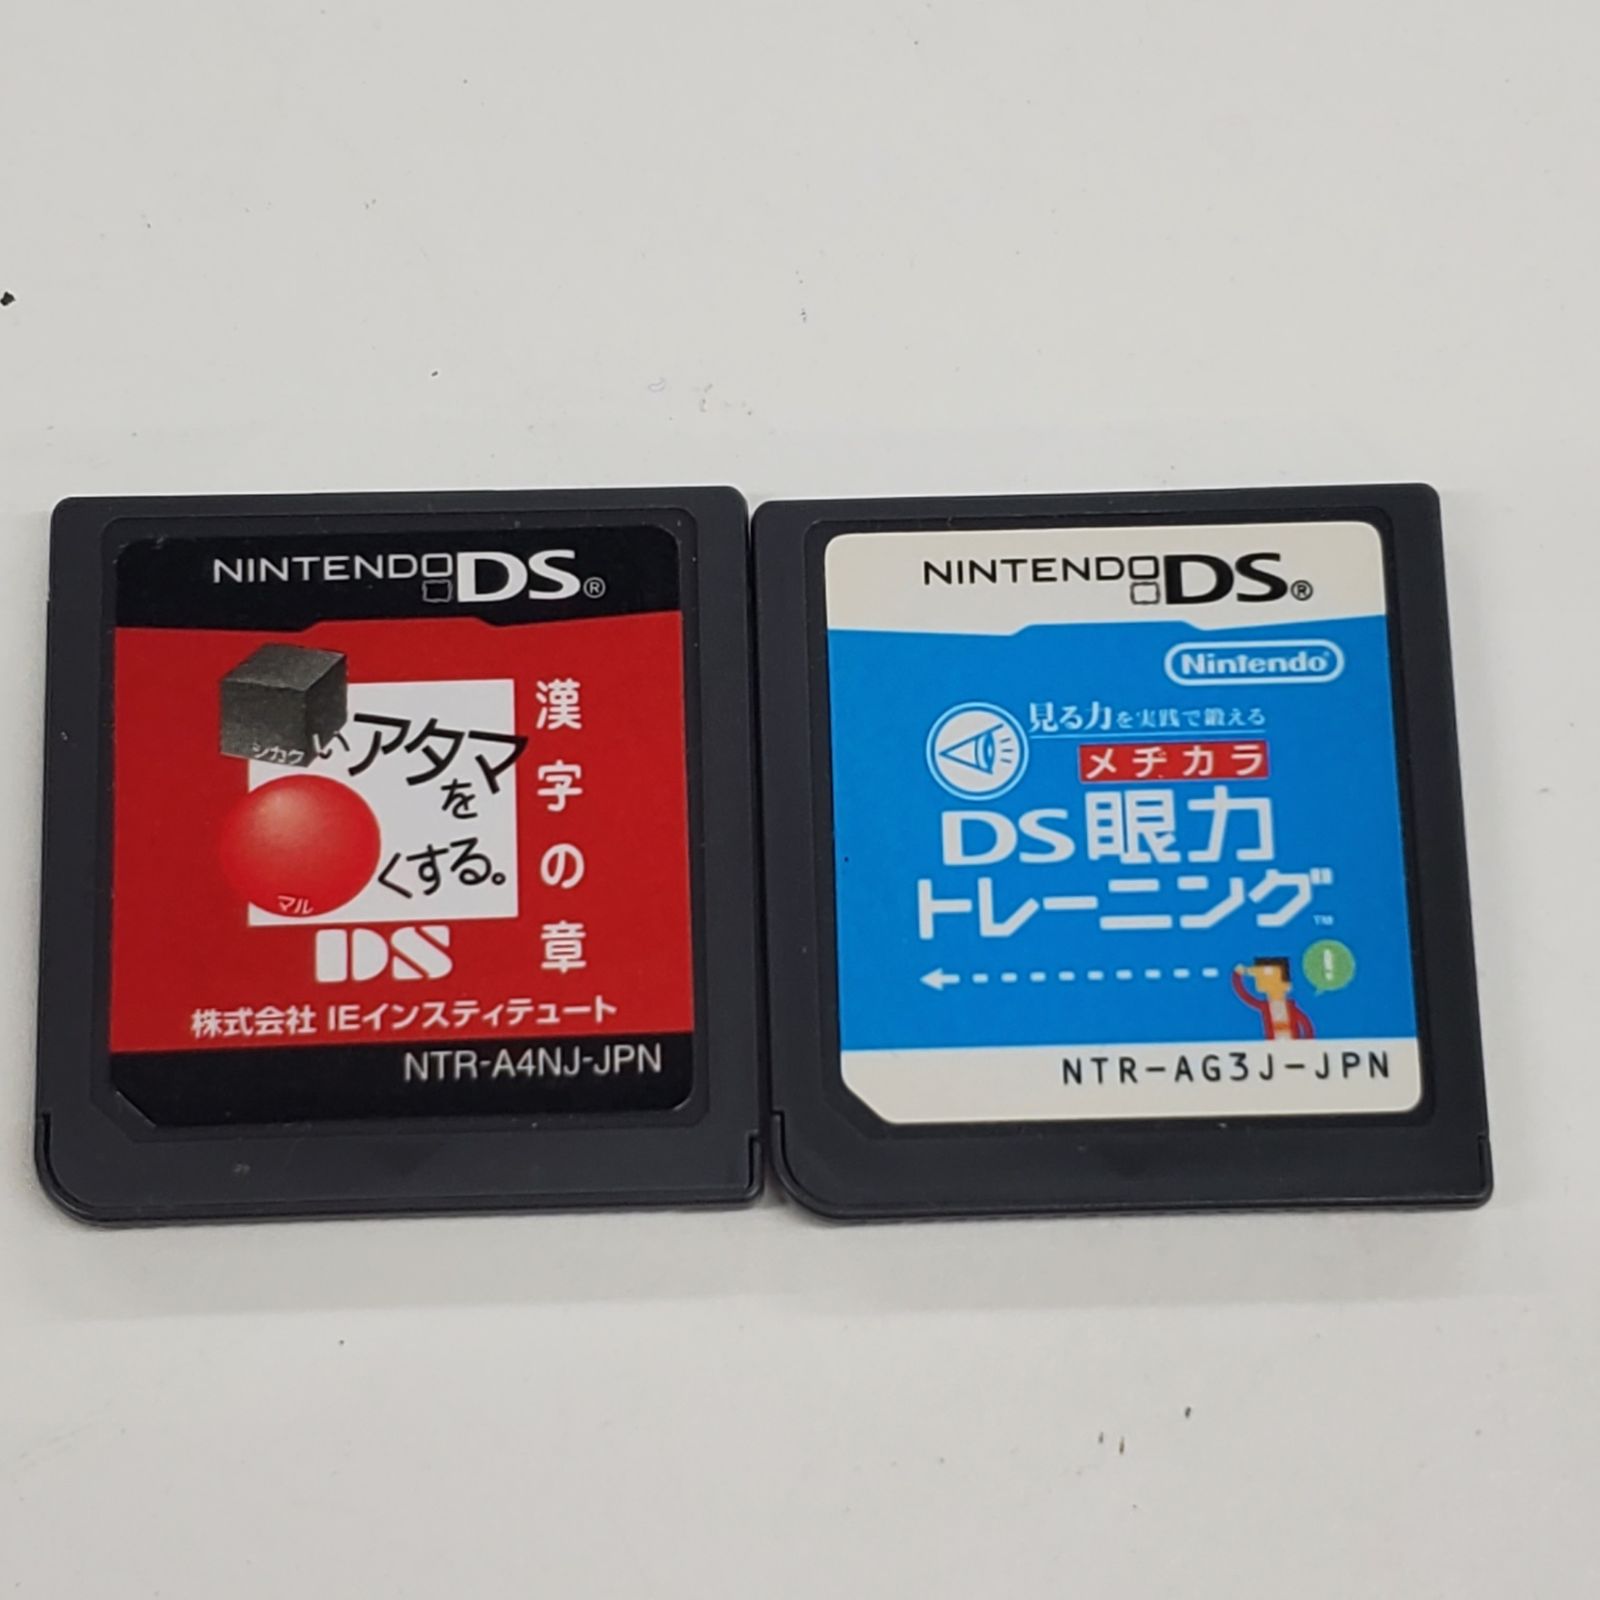 NINTENDO DS®
シカクいアタマを
マルくする。
DS
漢字の章
株式会社 IEインスティテュート
NTR-A4NJ-JPN
NINTENDO DS®
Nintendo®
見る力を実践で鍛える
メヂカラ
DS眼力
トレーニング™
!
NTR-AG3J-JPN